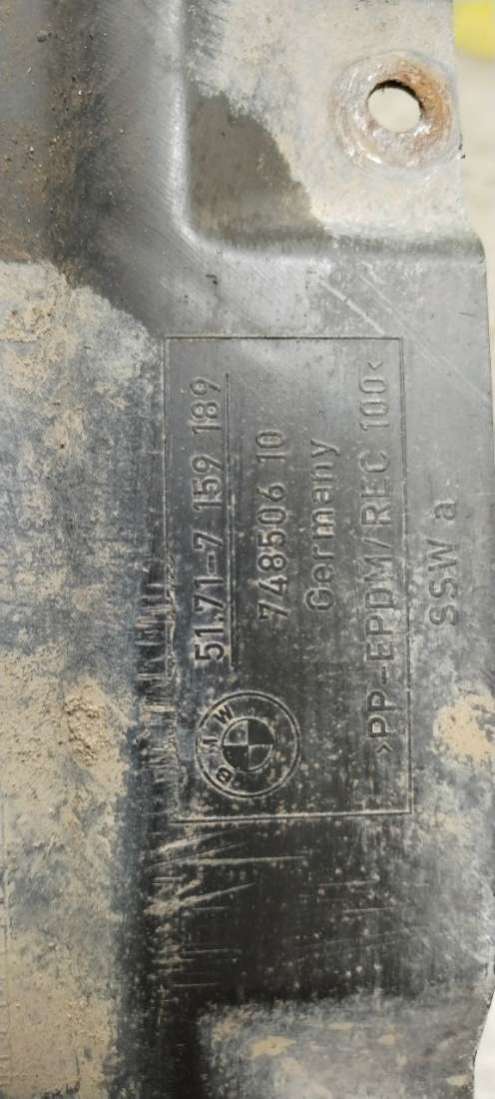 51.71-7 159 189
748506 10
Germany
>PP-EPDM/REC 100<
SSW a
BMW